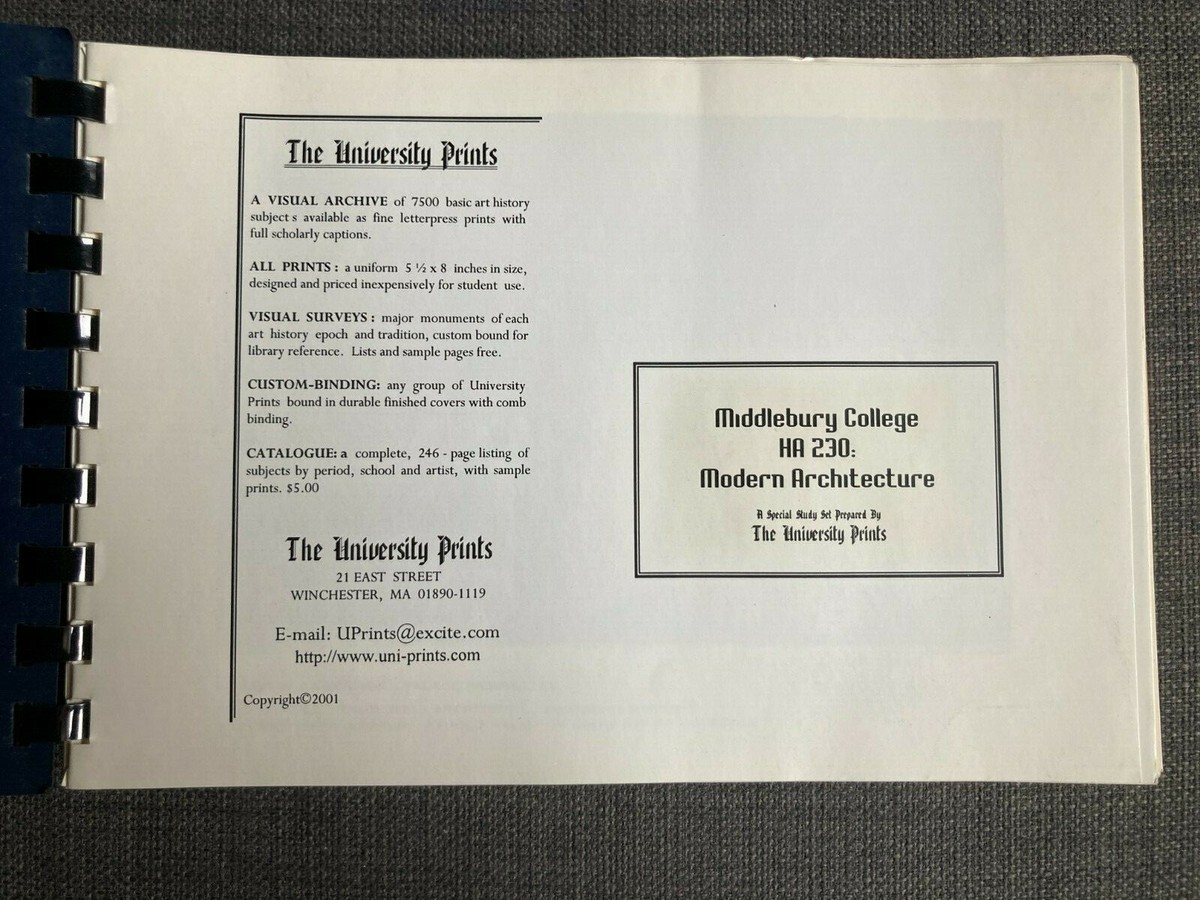 The University Prints
A VISUAL ARCHIVE of 7500 basic art history
subject s available as fine letterpress prints with
full scholarly captions.
ALL PRINTS : a uniform 5 ½ x 8 inches in size,
designed and priced inexpensively for student use.
VISUAL SURVEYS : major monuments of each
art history epoch and tradition, custom bound for
library reference. Lists and sample pages free.
CUSTOM-BINDING: any group of University
Prints bound in durable finished covers with comb
binding.
CATALOGUE: a complete, 246 - page listing of
subjects by period, school and artist, with sample
prints. $5.00
The University Prints
21 EAST STREET
WINCHESTER, MA 01890-1119
E-mail: UPrints@excite.com
http://www.uni-prints.com
Copyright©2001
Middlebury College
HA 230:
Modern Architecture
A Special Study Set Prepared By
The University Prints